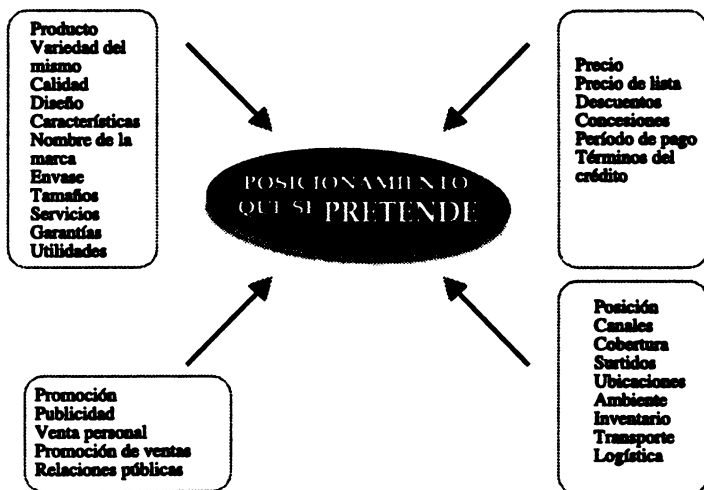 Producto
Variedad del
mismo
Calidad
Diseño
Características
Nombre de la
marca
Envase
Tamaños
Servicios
Garantías
Utilidades
Precio
Precio de lista
Descuentos
Concesiones
Período de pago
Términos del
crédito
POSICIONAMIENTO
QUE SE PRETENDE
Promoción
Publicidad
Venta personal
Promoción de ventas
Relaciones públicas
Posición
Canales
Cobertura
Surtidos
Ubicaciones
Ambiente
Inventario
Transporte
Logística